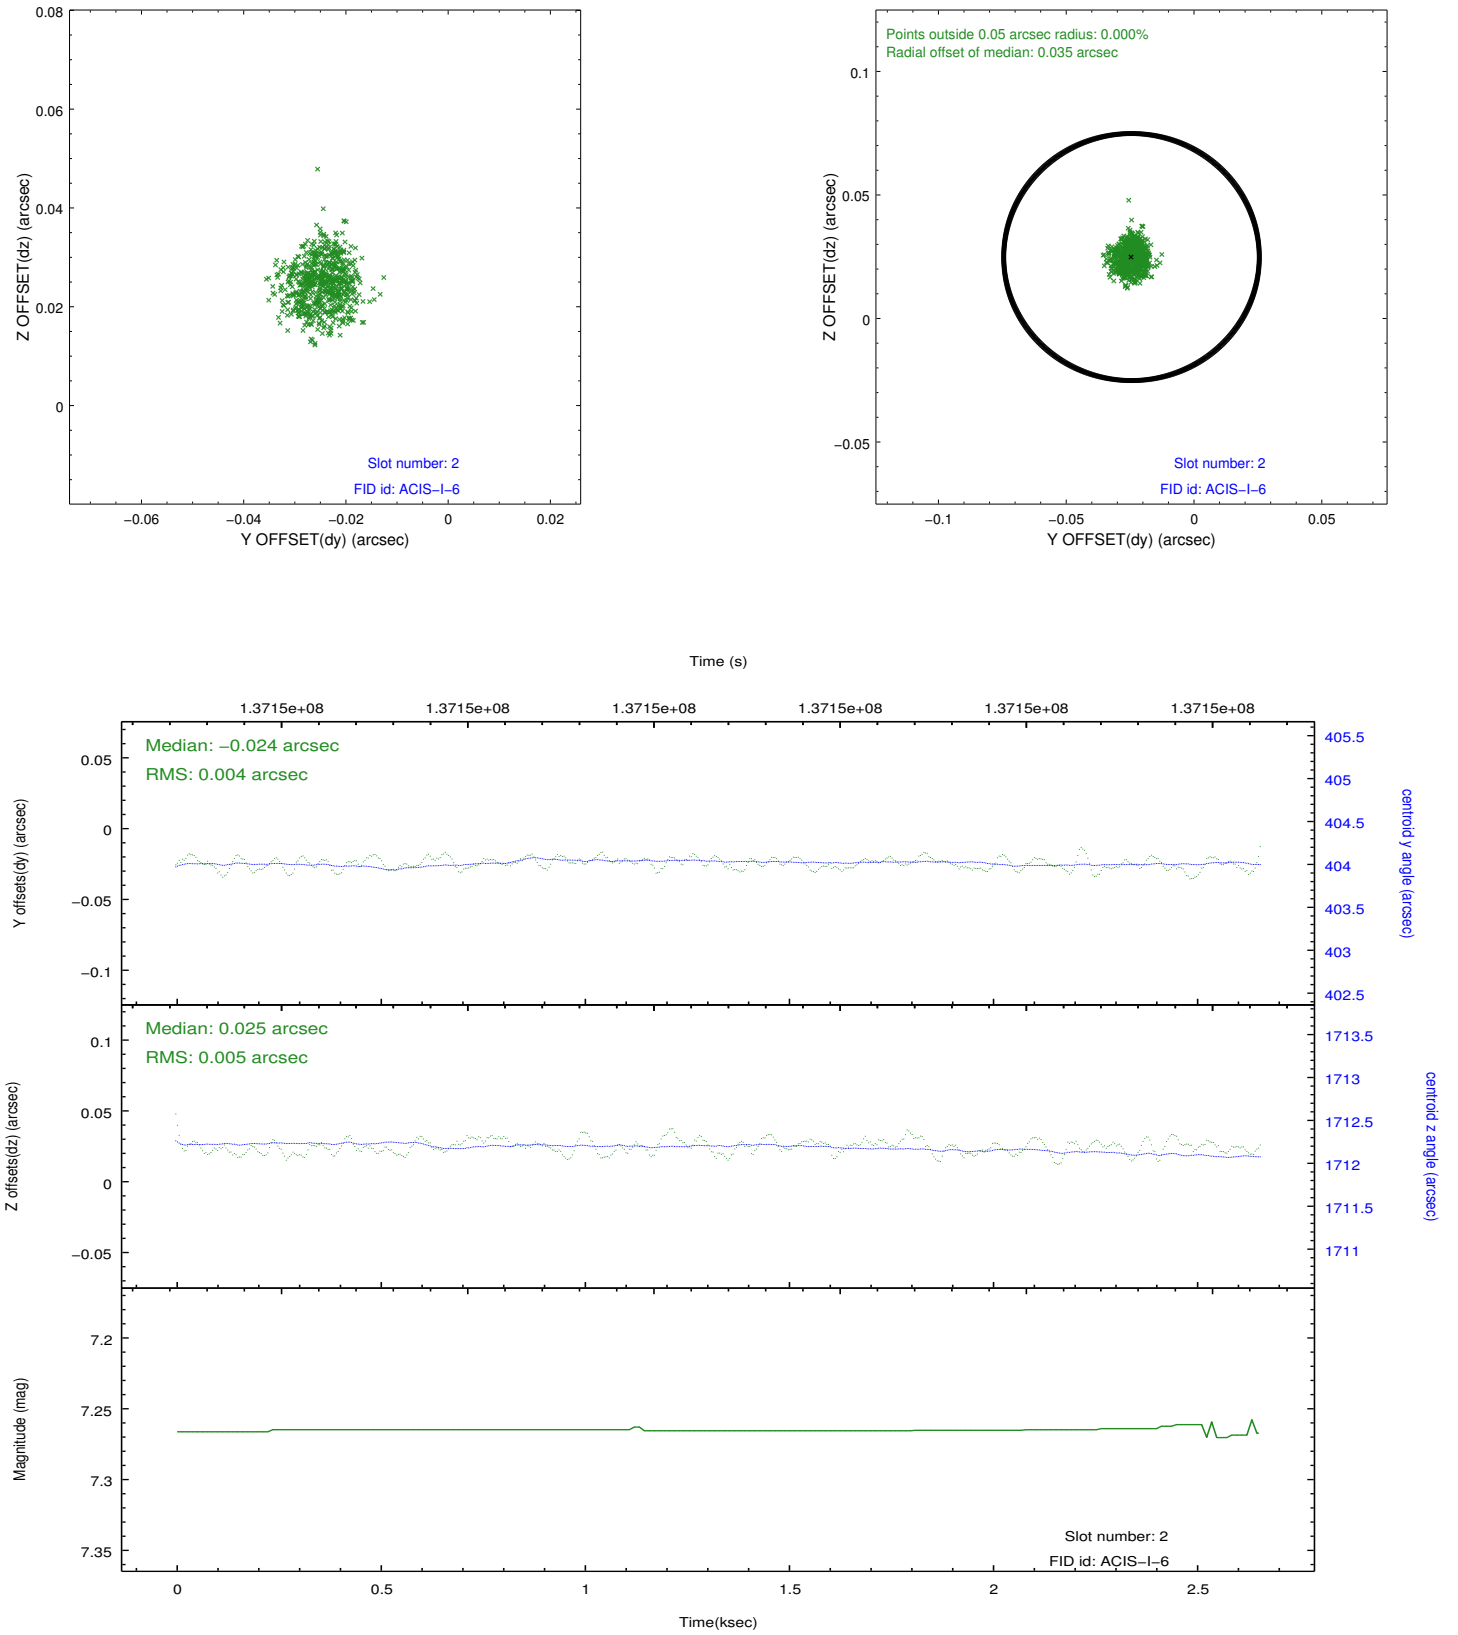 0.08
0.06
0.04
0.02
0
Z OFFSET(dz) (arcsec)
Slot number: 2
FID id: ACIS−I−6
−0.06 −0.04 −0.02 0 0.02
Y OFFSET(dy) (arcsec)
Points outside 0.05 arcsec radius: 0.000%
Radial offset of median: 0.035 arcsec
0.1
0.05
0
−0.05
Z OFFSET(dz) (arcsec)
Slot number: 2
FID id: ACIS−I−6
−0.1 −0.05 0 0.05
Y OFFSET(dy) (arcsec)
Time (s)
1.3715e+08 1.3715e+08 1.3715e+08 1.3715e+08 1.3715e+08 1.3715e+08
Median: −0.024 arcsec
RMS: 0.004 arcsec
0.05
0
−0.05
−0.1
Y offsets(dy) (arcsec)
405.5
405
404.5
404
403.5
403
402.5
centroid y angle (arcsec)
Median: 0.025 arcsec
RMS: 0.005 arcsec
0.1
0.05
0
−0.05
Z offsets(dz) (arcsec)
1713.5
1713
1712.5
1712
1711.5
1711
centroid z angle (arcsec)
7.2
7.25
7.3
7.35
Magnitude (mag)
Slot number: 2
FID id: ACIS−I−6
0 0.5 1 1.5 2 2.5
Time(ksec)